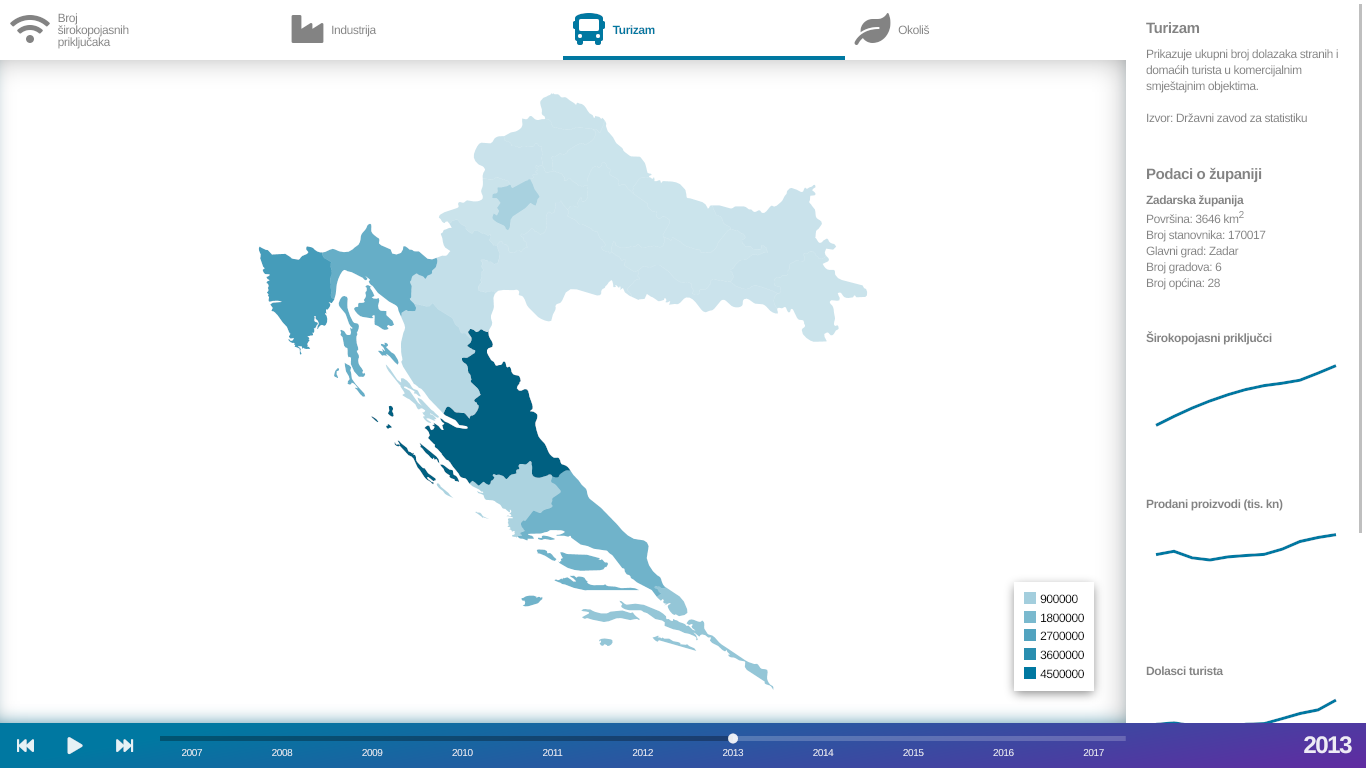 Broj
širokopojasnih
priključaka
Industrija
Turizam
Okoliš
Turizam
Prikazuje ukupni broj dolazaka stranih i
domaćih turista u komercijalnim
smještajnim objektima.
Izvor: Državni zavod za statistiku
Podaci o županiji
Zadarska županija
Površina: 3646 km2
Broj stanovnika: 170017
Glavni grad: Zadar
Broj gradova: 6
Broj općina: 28
Širokopojasni priključci
Prodani proizvodi (tis. kn)
Dolasci turista
900000
1800000
2700000
3600000
4500000
2007
2008
2009
2010
2011
2012
2013
2014
2015
2016
2017
2013